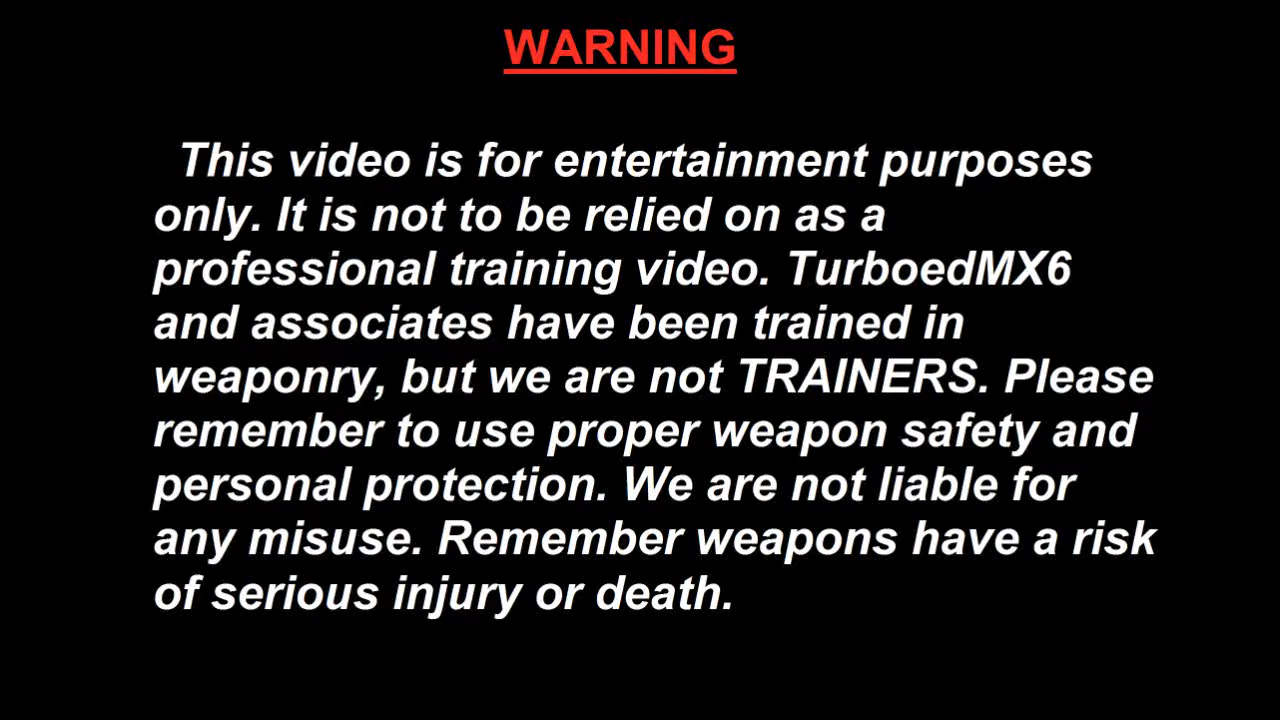 WARNING
This video is for entertainment purposes
only. It is not to be relied on as a
professional training video. TurboedMX6
and associates have been trained in
weaponry, but we are not TRAINERS. Please
remember to use proper weapon safety and
personal protection. We are not liable for
any misuse. Remember weapons have a risk
of serious injury or death.